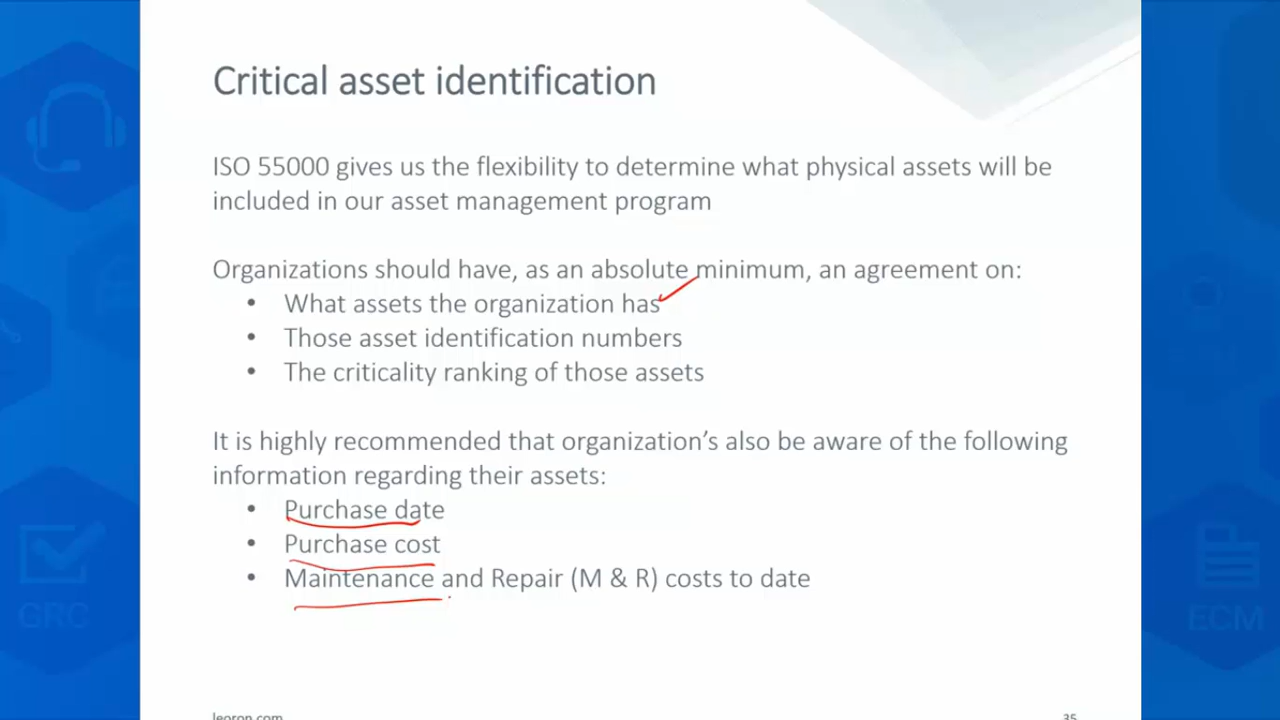 Critical asset identification
ISO 55000 gives us the flexibility to determine what physical assets will be
included in our asset management program
Organizations should have, as an absolute minimum, an agreement on:
• What assets the organization has
• Those asset identification numbers
• The criticality ranking of those assets
It is highly recommended that organization's also be aware of the following
information regarding their assets:
• Purchase date
• Purchase cost
• Maintenance and Repair (M & R) costs to date
leoron.com
35
GRC
ECM